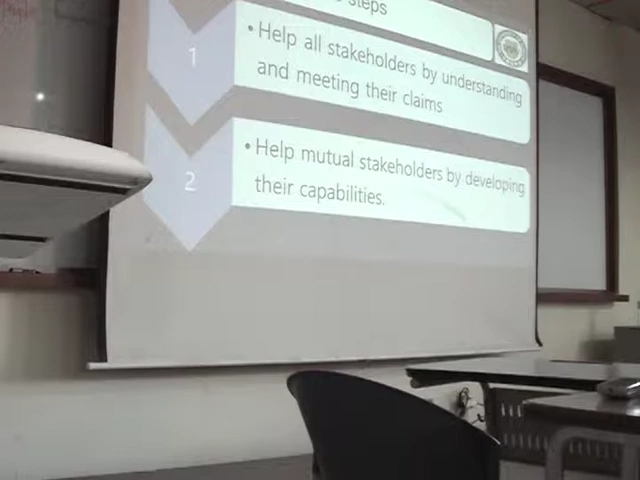 steps
1
• Help all stakeholders by understanding
and meeting their claims
2
• Help mutual stakeholders by developing
their capabilities.